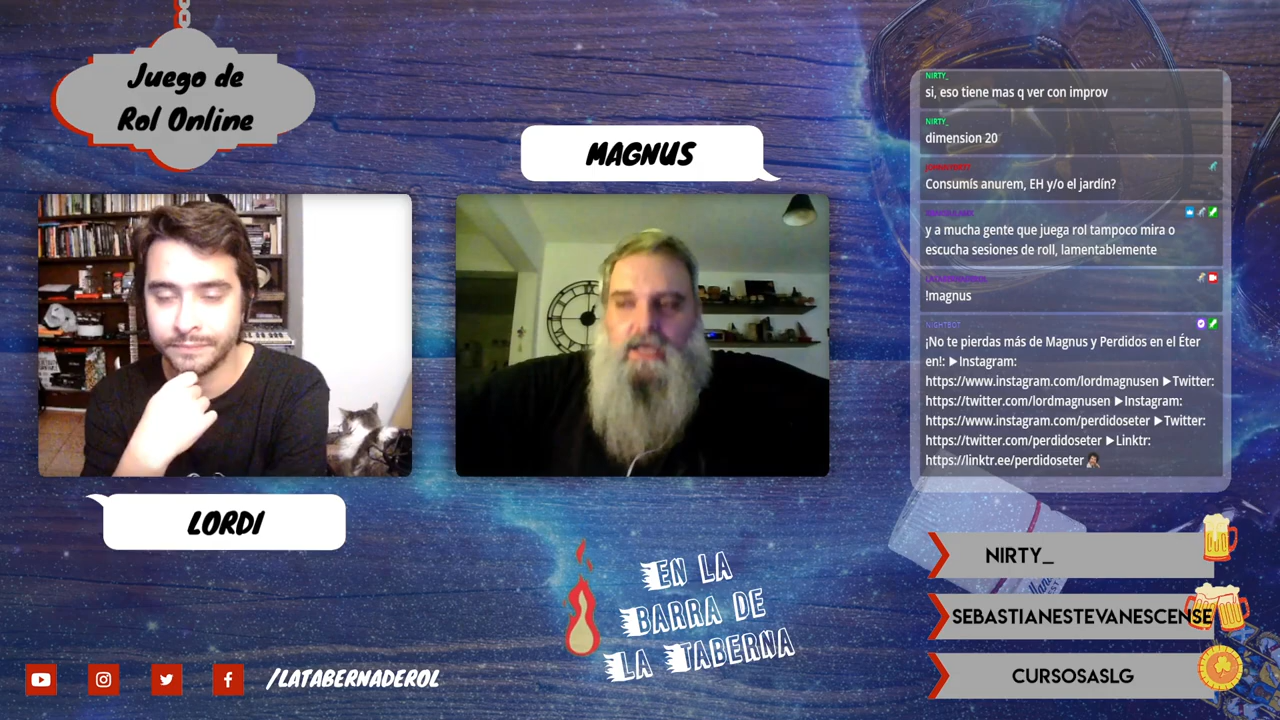 Juego de
Rol Online
MAGNUS
LORDI
EN LA
BARRA DE
LA TABERNA
/LATABERNADEROL
NIRTY_
si, eso tiene mas q ver con improv
NIRTY_
dimension 20
Consumís anurem, EH y/o el jardín?
y a mucha gente que juega rol tampoco mira o
escucha sesiones de roll, lamentablemente
!magnus
NIGHTBOT
¡No te pierdas más de Magnus y Perdidos en el Éter
en!: ►Instagram:
https://www.instagram.com/lordmagnusen ►Twitter:
https://twitter.com/lordmagnusen ►Instagram:
https://www.instagram.com/perdidoseter ►Twitter:
https://twitter.com/perdidoseter ►Linktr:
https://linktr.ee/perdidoseter
NIRTY_
SEBASTIANESTEVANESCENSE
CURSOSASLG